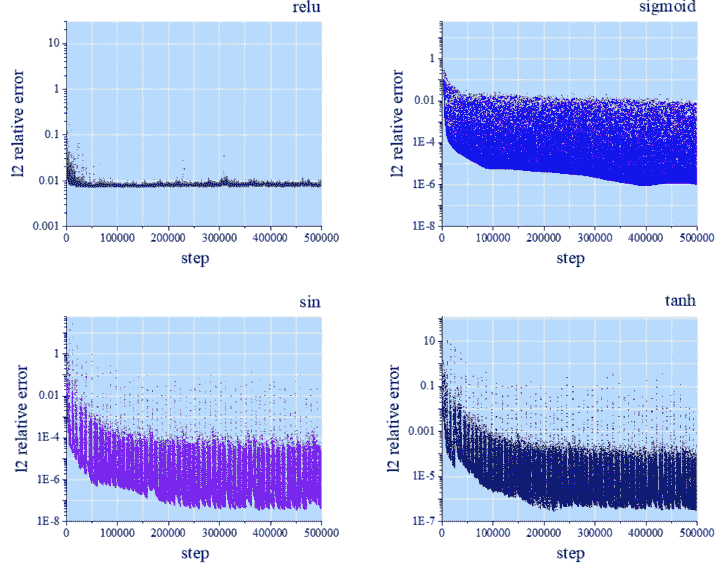 relu
l2 relative error
10
1
0.1
0.01
0.001
0
100000
200000
300000
400000
500000
step
sigmoid
l2 relative error
1
0.01
1E-4
1E-6
1E-8
0
100000
200000
300000
400000
500000
step
sin
l2 relative error
1
0.01
1E-4
1E-6
1E-8
0
100000
200000
300000
400000
500000
step
tanh
l2 relative error
10
0.1
0.001
1E-5
1E-7
0
100000
200000
300000
400000
500000
step